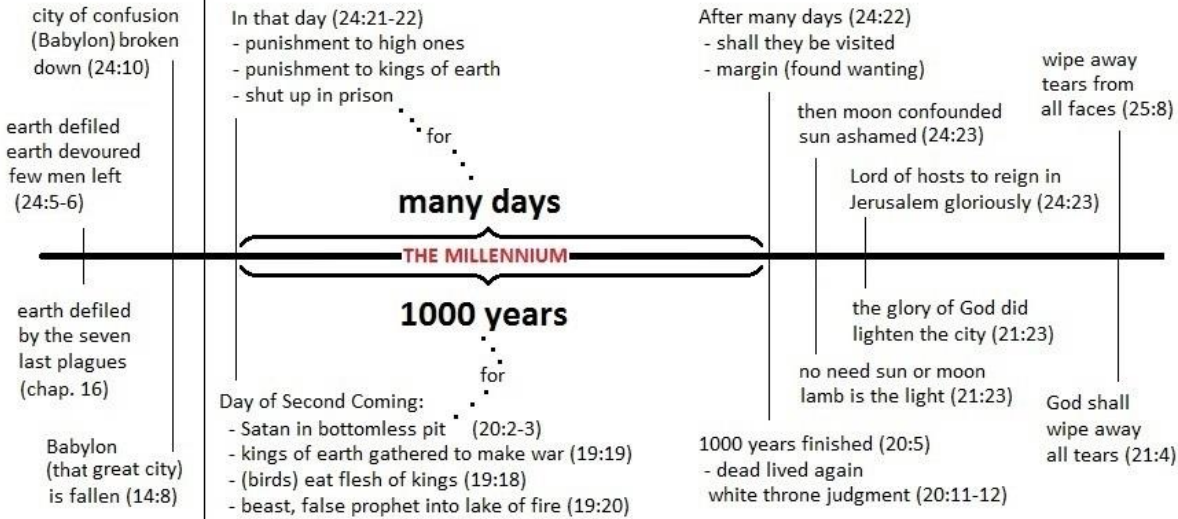 city of confusion
(Babylon) broken
down (24:10)
earth defiled
earth devoured
few men left
(24:5-6)
In that day (24:21-22)
- punishment to high ones
- punishment to kings of earth
- shut up in prison
for
many days
After many days (24:22)
- shall they be visited
- margin (found wanting)
then moon confounded
sun ashamed (24:23)
Lord of hosts to reign in
Jerusalem gloriously (24:23)
wipe away
tears from
all faces (25:8)
THE MILLENNIUM
earth defiled
by the seven
last plagues
(chap. 16)
Babylon
(that great city)
is fallen (14:8)
1000 years
for
Day of Second Coming:
- Satan in bottomless pit (20:2-3)
- kings of earth gathered to make war (19:19)
- (birds) eat flesh of kings (19:18)
- beast, false prophet into lake of fire (19:20)
1000 years finished (20:5)
- dead lived again
white throne judgment (20:11-12)
no need sun or moon
lamb is the light (21:23)
the glory of God did
lighten the city (21:23)
God shall
wipe away
all tears (21:4)